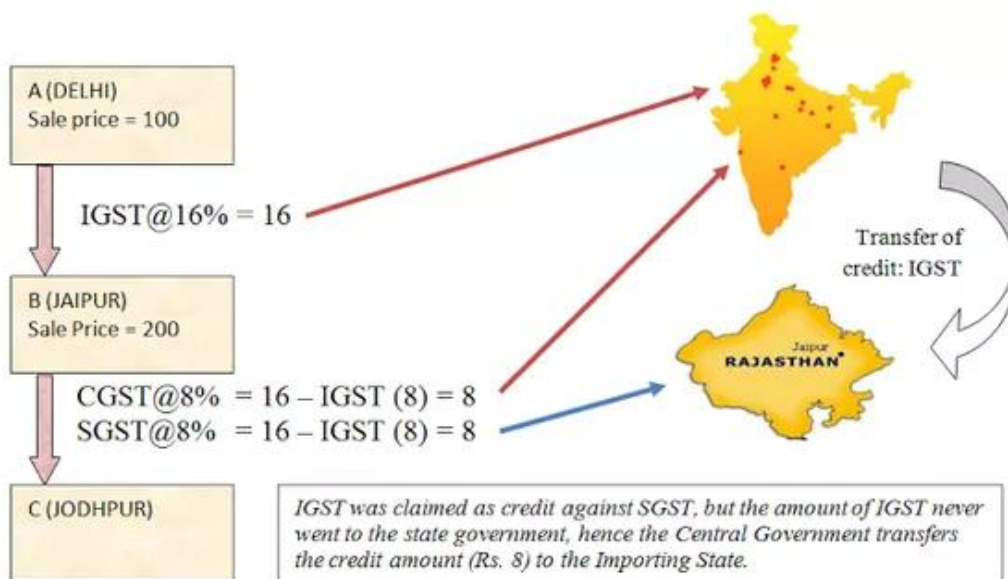 A (DELHI)
Sale price = 100
IGST@16% = 16
Transfer of
credit: IGST
B (JAIPUR)
Sale Price = 200
Jaipur
RAJASTHAN
CGST@8% = 16 – IGST (8) = 8
SGST@8% = 16 – IGST (8) = 8
C (JODHPUR)
IGST was claimed as credit against SGST, but the amount of IGST never
went to the state government, hence the Central Government transfers
the credit amount (Rs. 8) to the Importing State.